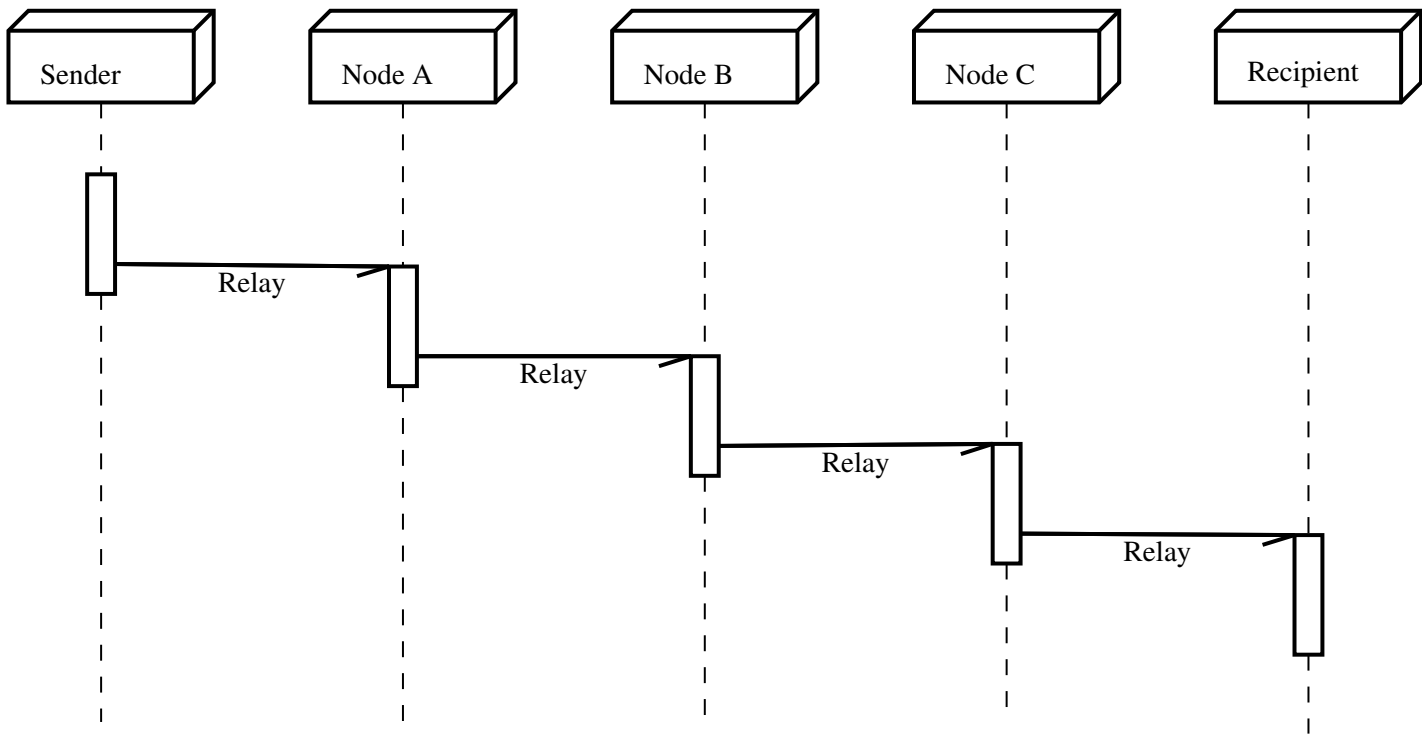 Sender
Node A
Node B
Node C
Recipient
Relay
Relay
Relay
Relay